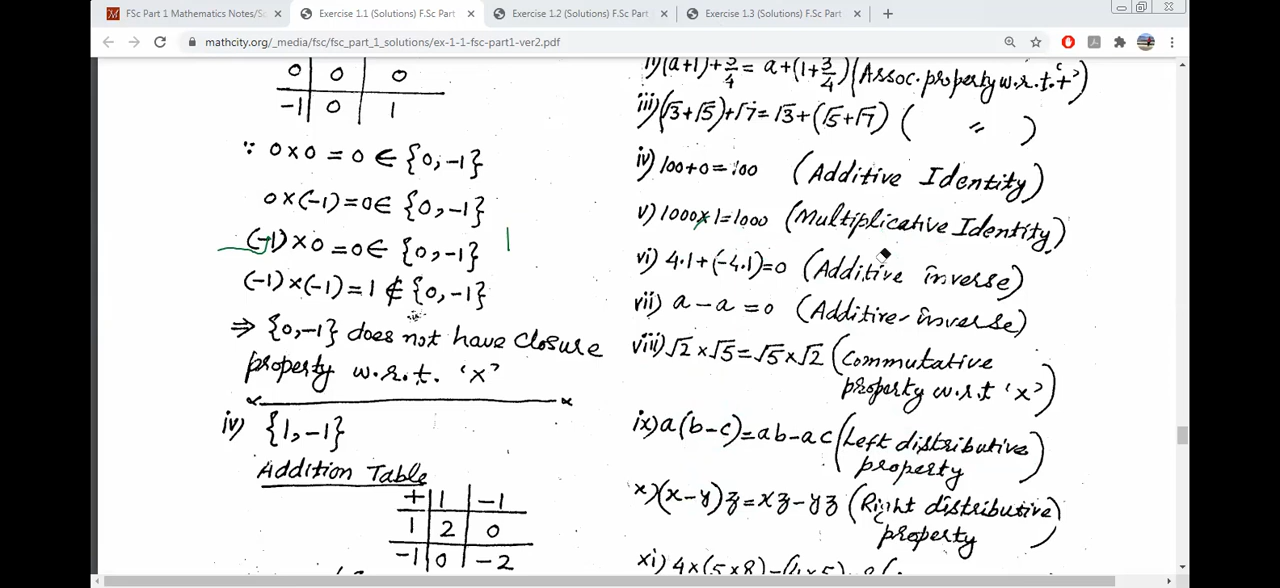 FSc Part 1 Mathematics Notes/So
Exercise 1.1 (Solutions) F.Sc Part
Exercise 1.2 (Solutions) F.Sc Part
Exercise 1.3 (Solutions) F.Sc Part
mathcity.org/_media/fsc/fsc_part_1_solutions/ex-1-1-fsc-part1-ver2.pdf
0 | 0 | 0
-1 | 0 | 1
∵ 0×0 = 0 ∈ {0,-1}
0×(-1)=0∈ {0,-1}
(-1)×0 =0∈ {0,-1}
(-1)×(-1)=1 ∉ {0,-1}
⇒ {0,-1} does not have closure
property w.r.t. 'x'
iv) {1,-1}
Addition Table
+ | 1 | -1
1 | 2 | 0
-1 | 0 | -2
(a+1)+3/4 = a+(1+3/4) (Assoc. property w.r.t. '+')
iii) (√3+√5)+√7=√3+(√5+√7) ( 〃 )
iv) 100+0=100 (Additive Identity)
v) 1000×1=1000 (Multiplicative Identity)
vi) 4.1+(-4.1)=0 (Additive inverse)
vii) a-a=0 (Additive inverse)
viii) √2×√5=√5×√2 (Commutative
property w.r.t 'x')
ix) a(b-c)=ab-ac (Left distributive
property)
x) (x-y)z=xz-yz (Right distributive
property)
xi) 4×(5×8)=(4×5)